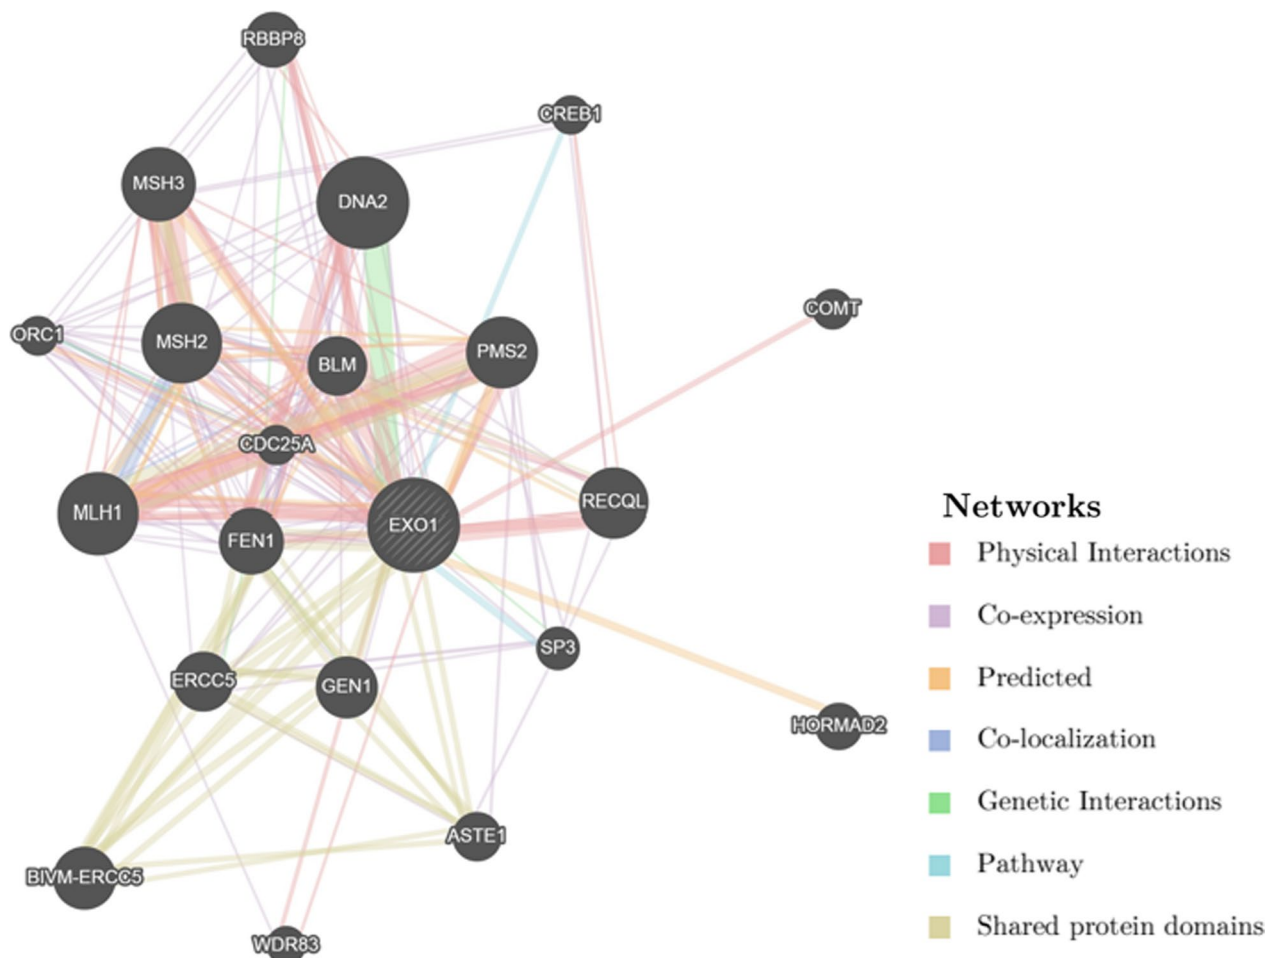 RBBP8
CREB1
MSH3
DNA2
COMT
ORC1
MSH2
BLM
PMS2
CDC25A
MLH1
FEN1
EXO1
RECQL
SP3
ERCC5
GEN1
HORMAD2
ASTE1
BIVM-ERCC5
WDR83
Networks
Physical Interactions
Co-expression
Predicted
Co-localization
Genetic Interactions
Pathway
Shared protein domains